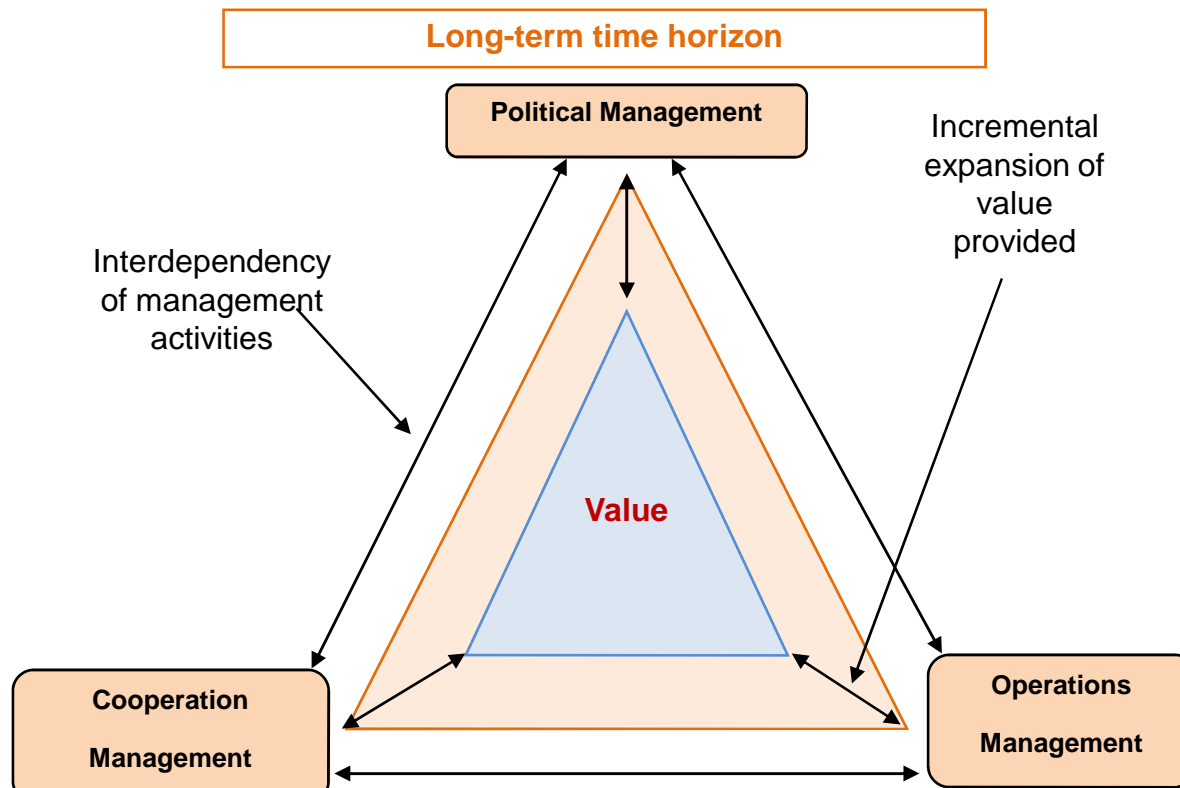 Long-term time horizon
Political Management
Incremental
expansion of
value
provided
Interdependency
of management
activities
Value
Cooperation
Management
Operations
Management